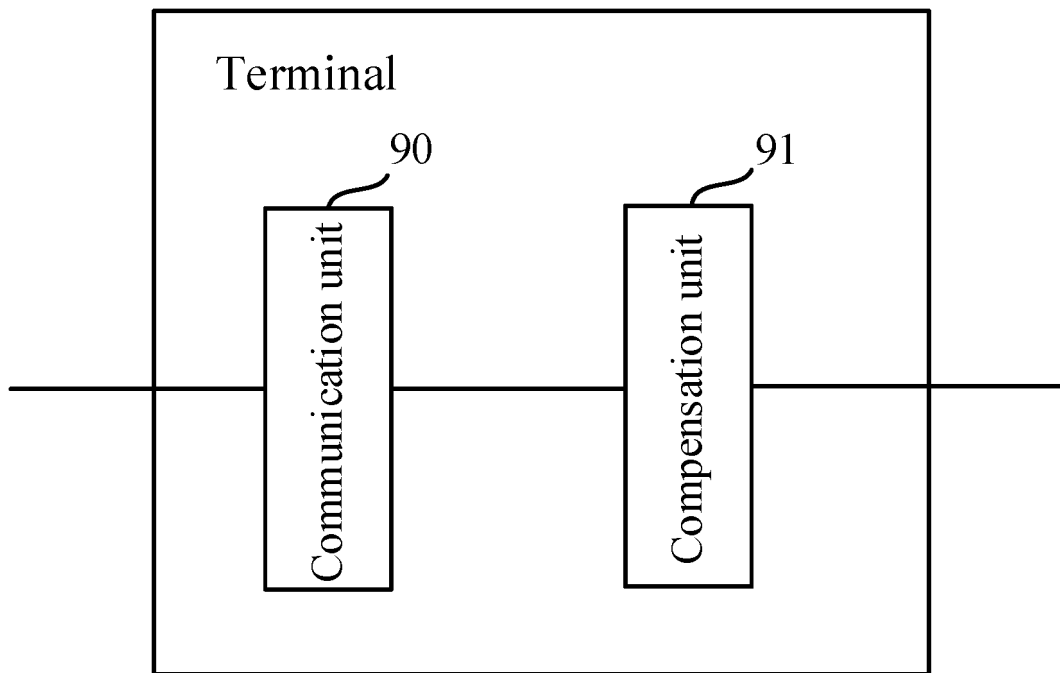 Terminal
90
91
Communication unit
Compensation unit